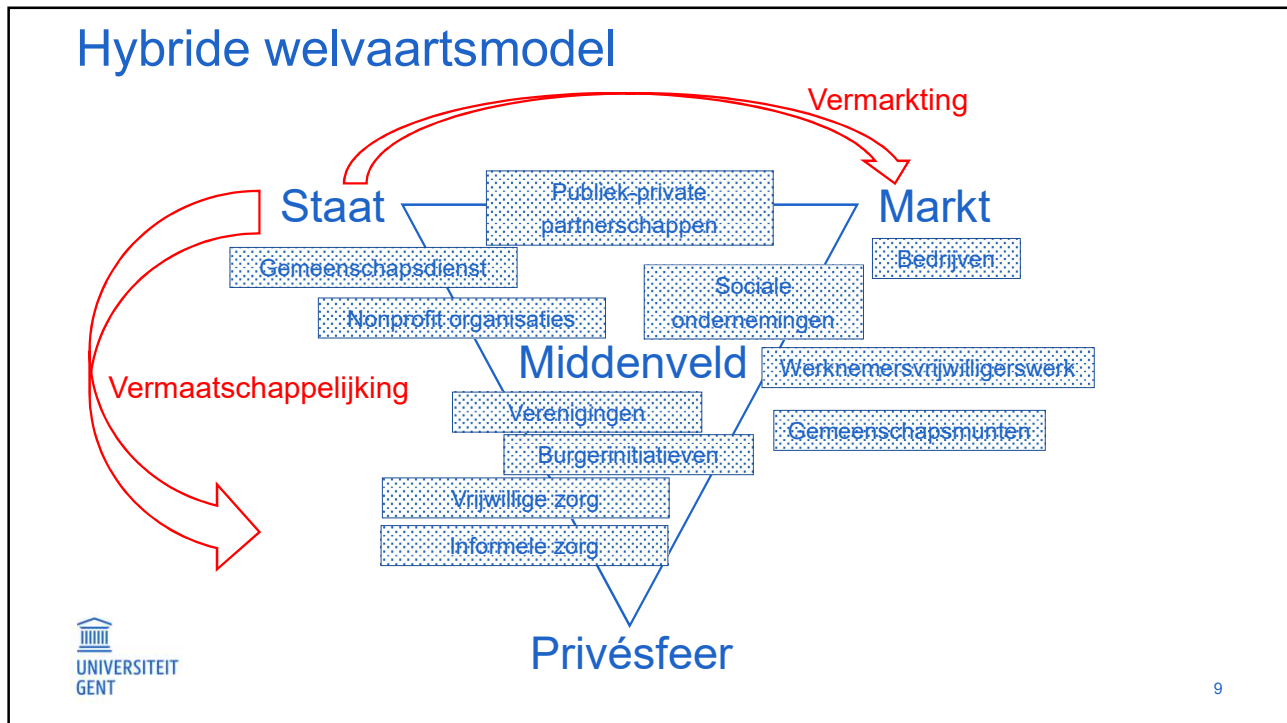 Hybride welvaartsmodel
Vermarkting
Staat
Publiek-private
partnerschappen
Markt
Gemeenschapsdienst
Bedrijven
Sociale
ondernemingen
Nonprofit organisaties
Middenveld
Werknemersvrijwilligerswerk
Vermaatschappelijking
Verenigingen
Gemeenschapsmunten
Burgerinitiatieven
Vrijwillige zorg
Informele zorg
Privésfeer
UNIVERSITEIT
GENT
9